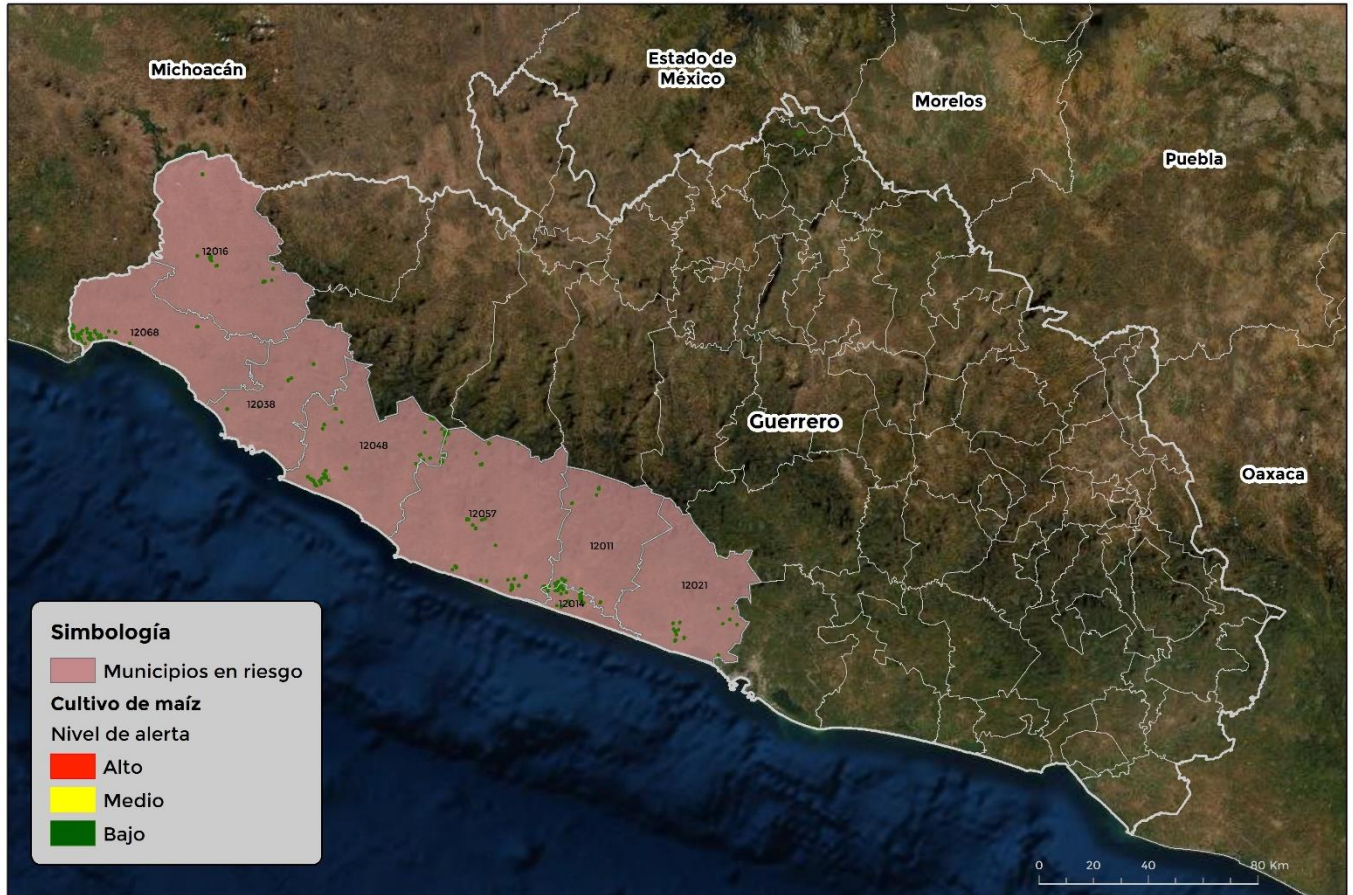 Michoacán
Estado de
México
Morelos
Puebla
12016
12068
12038
12048
Guerrero
Oaxaca
12057
12011
12021
12014
Simbología
Municipios en riesgo
Cultivo de maíz
Nivel de alerta
Alto
Medio
Bajo
0 20 40 80 Km